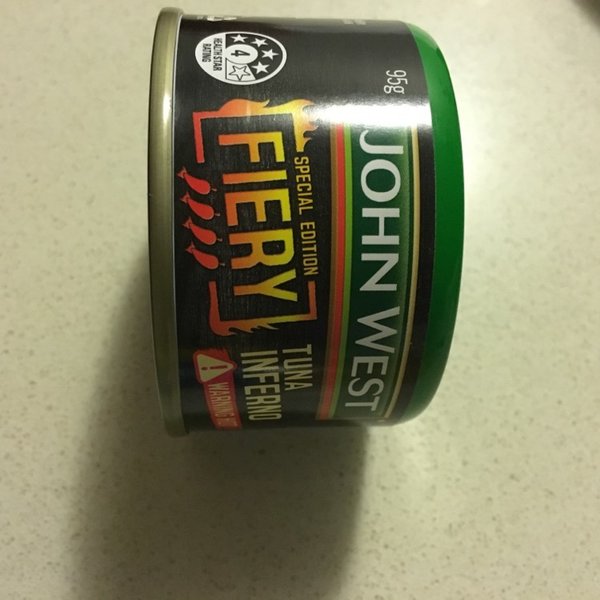 95g
JOHN WEST
SPECIAL EDITION
FIERY
TUNA
INFERNO
4
HEALTH STAR
RATING
WARNING